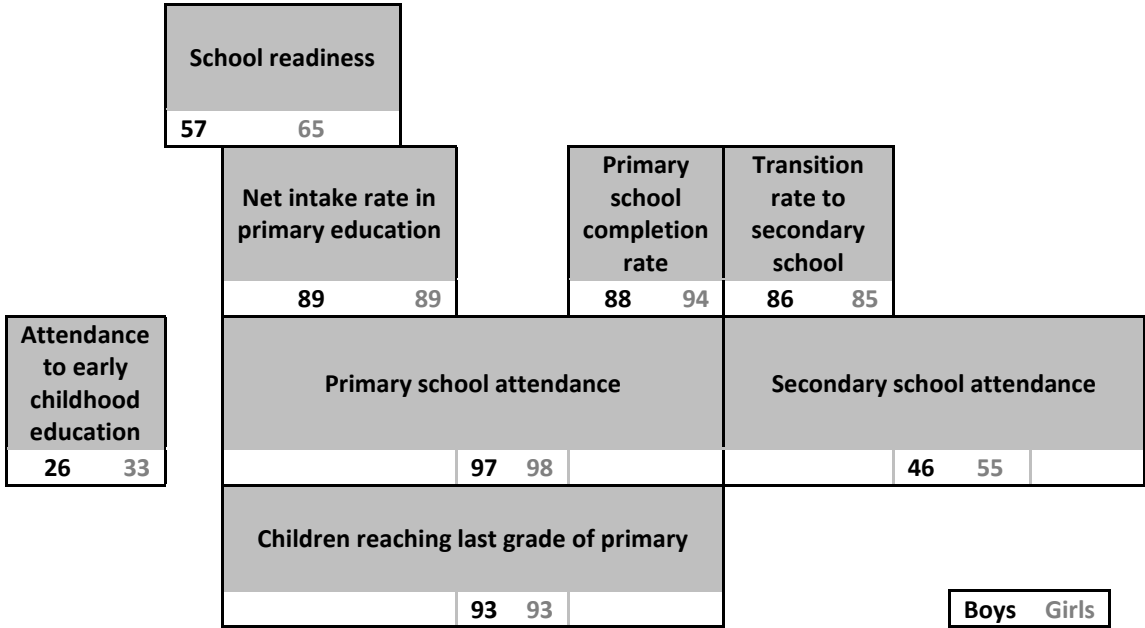 School readiness
57 65
Net intake rate in
primary education
89 89
Primary
school
completion
rate
88 94
Transition
rate to
secondary
school
86 85
Attendance
to early
childhood
education
26 33
Primary school attendance
97 98
Secondary school attendance
46 55
Children reaching last grade of primary
93 93
Boys Girls